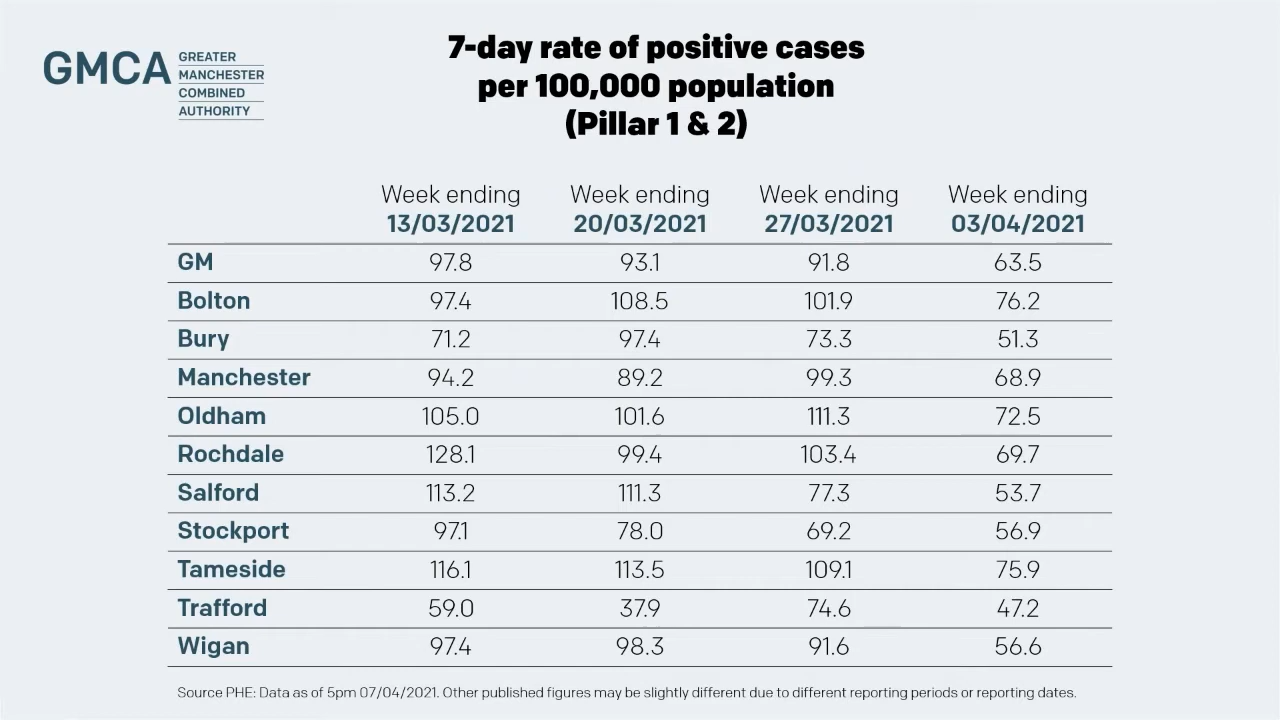 GMCA GREATER
MANCHESTER
COMBINED
AUTHORITY
7-day rate of positive cases
per 100,000 population
(Pillar 1 & 2)
Week ending Week ending Week ending Week ending
13/03/2021 20/03/2021 27/03/2021 03/04/2021
GM 97.8 93.1 91.8 63.5
Bolton 97.4 108.5 101.9 76.2
Bury 71.2 97.4 73.3 51.3
Manchester 94.2 89.2 99.3 68.9
Oldham 105.0 101.6 111.3 72.5
Rochdale 128.1 99.4 103.4 69.7
Salford 113.2 111.3 77.3 53.7
Stockport 97.1 78.0 69.2 56.9
Tameside 116.1 113.5 109.1 75.9
Trafford 59.0 37.9 74.6 47.2
Wigan 97.4 98.3 91.6 56.6
Source PHE: Data as of 5pm 07/04/2021. Other published figures may be slightly different due to different reporting periods or reporting dates.